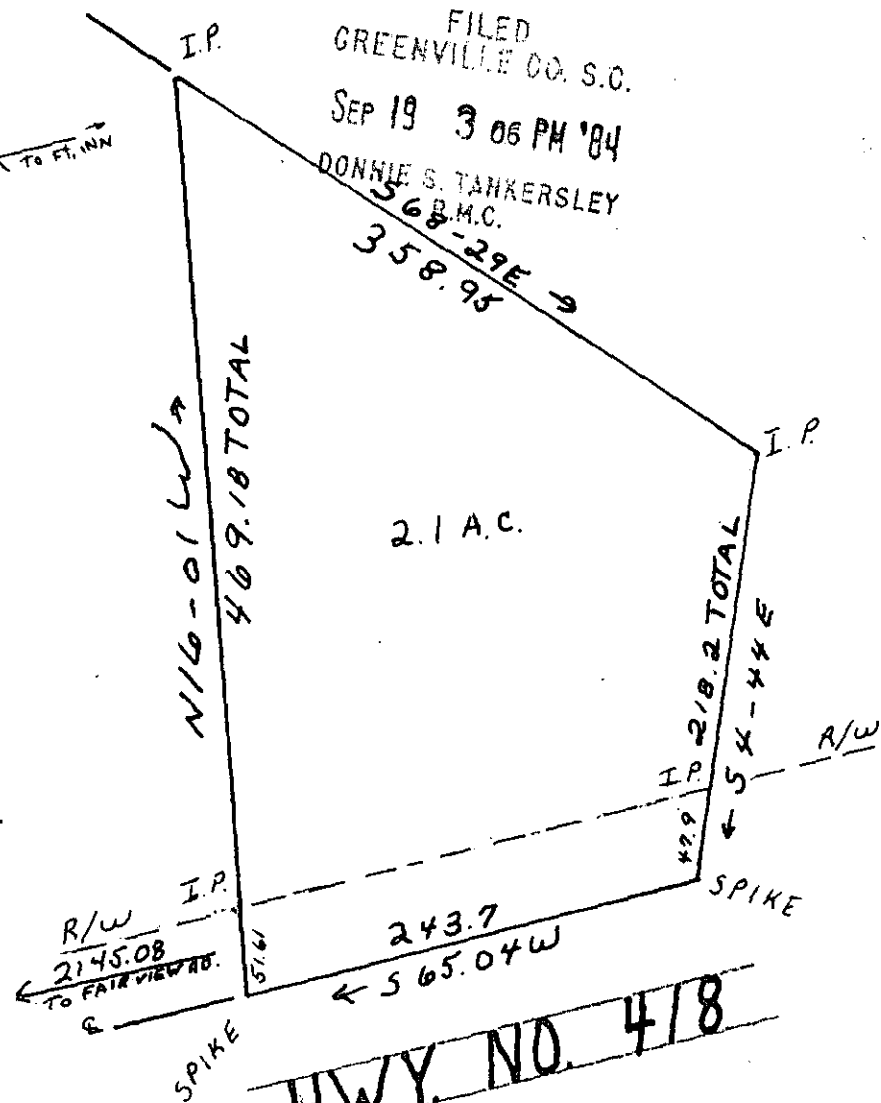 FILED
GREENVILLE CO. S.C.
SEP 19 3 06 PM '84
DONNIE S. TANKERSLEY
R.M.C.
I.P.
TO FT. INN
S68-29E
358.95
N16-01W
469.18 TOTAL
2.1 A.C.
I.P.
218.2 TOTAL
S4-44E
R/W
I.P.
47.9
I.P.
R/W
2145.08
TO FAIRVIEW RD.
51.61
243.7
S65.04W
SPIKE
SPIKE
HWY. NO. 418